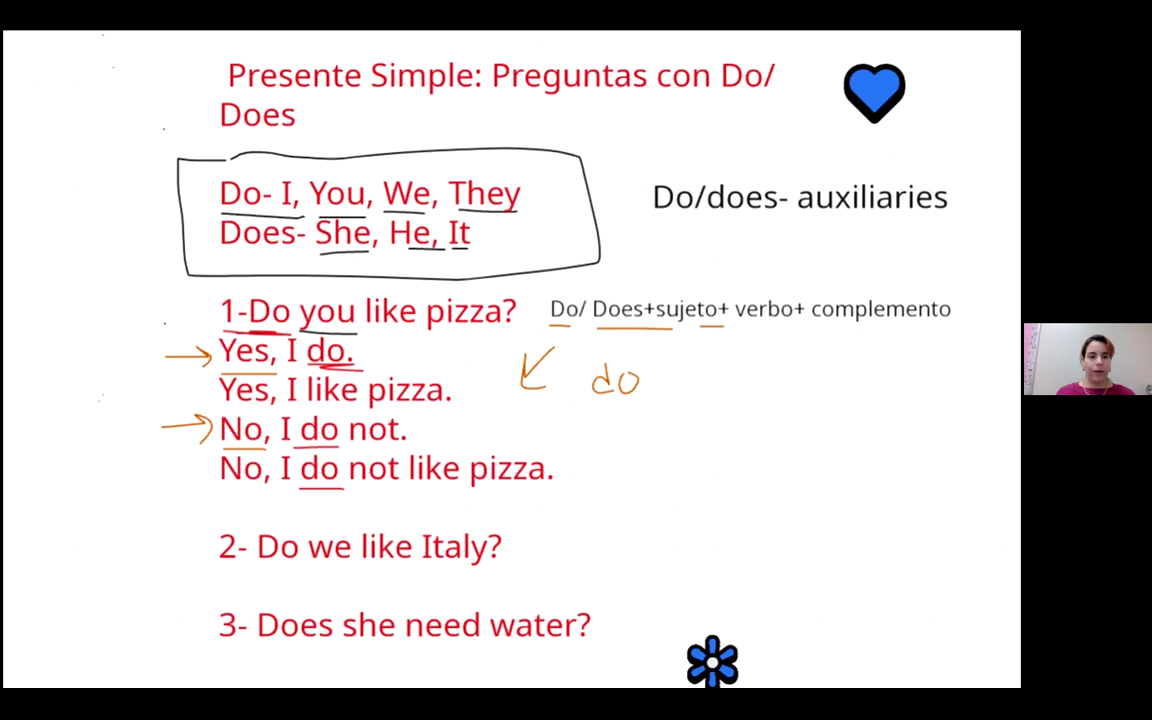 Presente Simple: Preguntas con Do/
Does
Do- I, You, We, They
Does- She, He, It
Do/does- auxiliaries
1-Do you like pizza?
Do/ Does+sujeto+ verbo+ complemento
Yes, I do.
do
Yes, I like pizza.
No, I do not.
No, I do not like pizza.
2- Do we like Italy?
3- Does she need water?